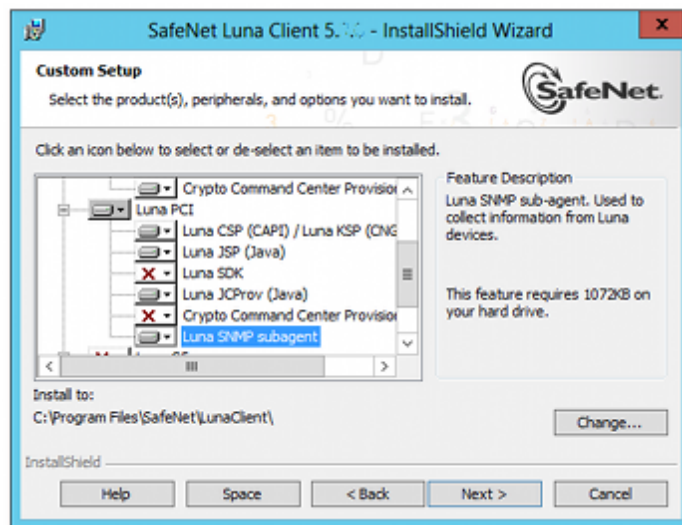 SafeNet Luna Client 5. - InstallShield Wizard
x
Custom Setup
Select the product(s), peripherals, and options you want to install.
SafeNet.
Click an icon below to select or de-select an item to be installed.
Crypto Command Center Provision
Luna PCI
Luna CSP (CAPI) / Luna KSP (CNG
Luna JSP (Java)
X Luna SDK
Luna JCProv (Java)
X Crypto Command Center Provision
Luna SNMP subagent
Feature Description
Luna SNMP sub-agent. Used to
collect information from Luna
devices.
This feature requires 1072KB on
your hard drive.
Install to:
C:\Program Files\SafeNet\LunaClient\
Change...
InstallShield
Help
Space
< Back
Next >
Cancel